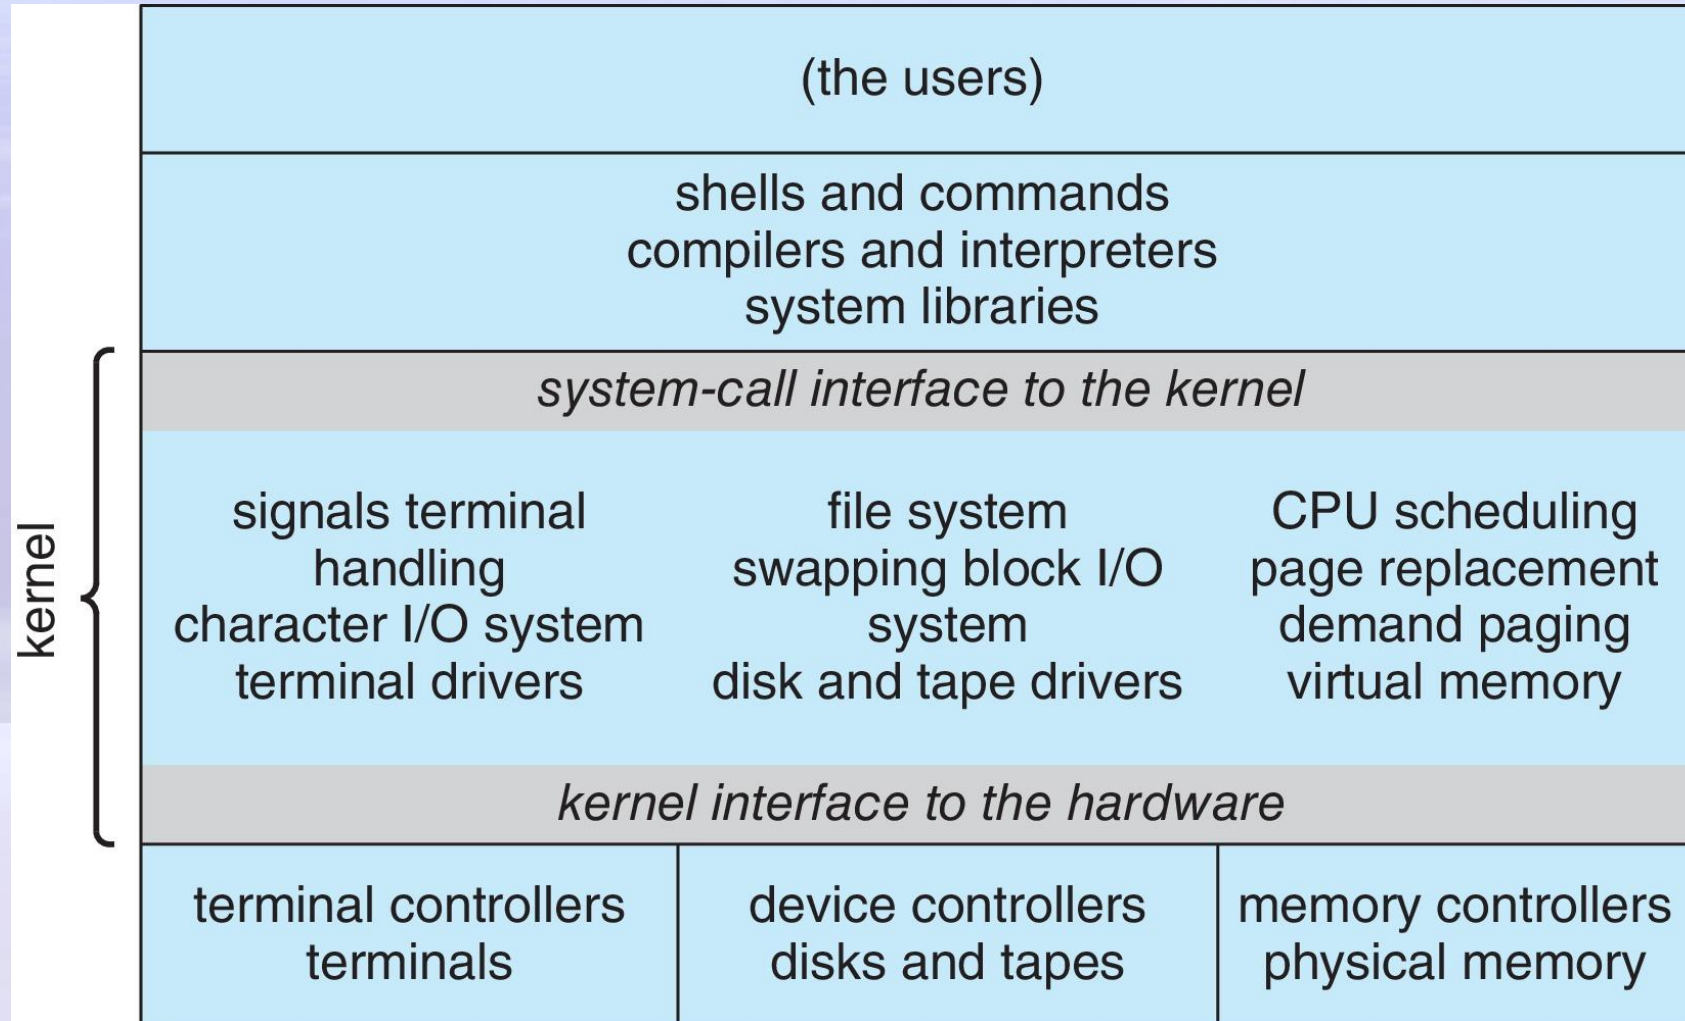 (the users)
shells and commands
compilers and interpreters
system libraries
system-call interface to the kernel
kernel
signals terminal
handling
character I/O system
terminal drivers
file system
swapping block I/O
system
disk and tape drivers
CPU scheduling
page replacement
demand paging
virtual memory
kernel interface to the hardware
terminal controllers
terminals
device controllers
disks and tapes
memory controllers
physical memory